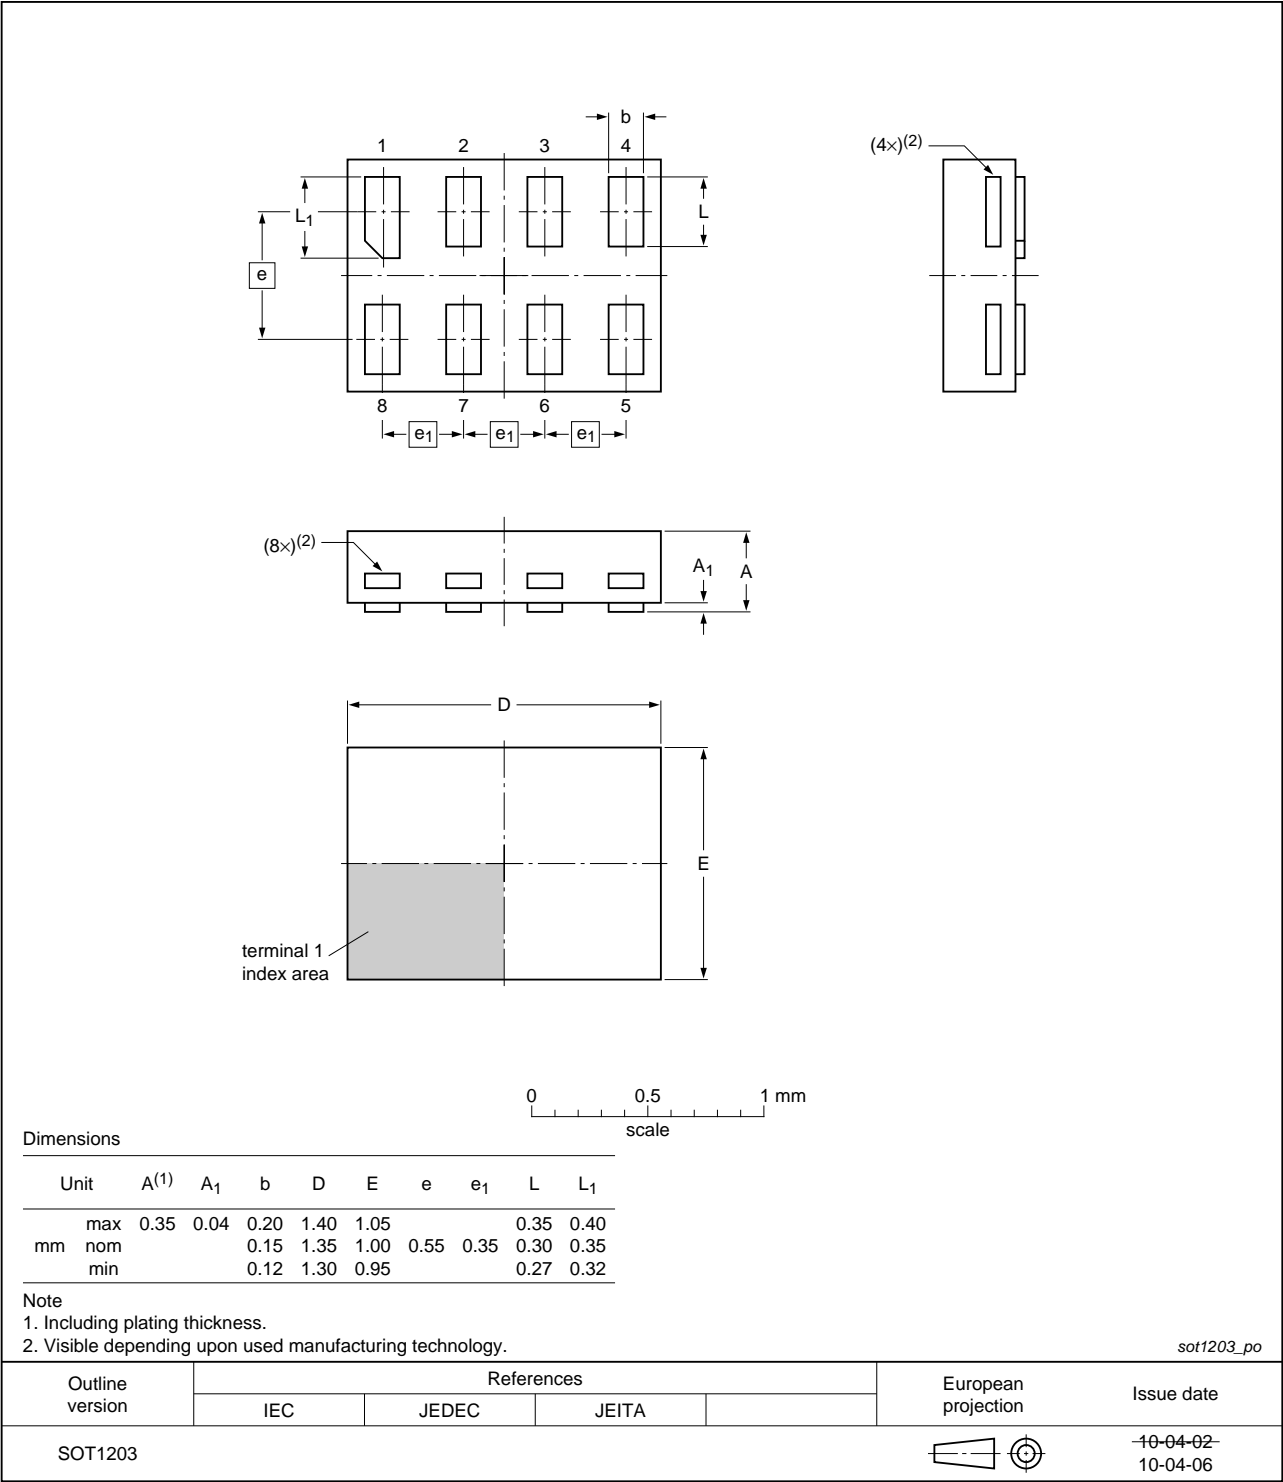 b
1 2 3 4
(4×)(2)
L1
L
e
8 7 6 5
e1 e1 e1
(8×)(2)
A1 A
D
E
terminal 1
index area
0 0.5 1 mm
scale
Dimensions
Unit A(1) A1 b D E e e1 L L1
max 0.35 0.04 0.20 1.40 1.05 0.35 0.40
mm nom 0.15 1.35 1.00 0.55 0.35 0.30 0.35
min 0.12 1.30 0.95 0.27 0.32
Note
1. Including plating thickness.
2. Visible depending upon used manufacturing technology.
sot1203_po
Outline version
References
European projection
Issue date
IEC JEDEC JEITA
SOT1203
10-04-02
10-04-06